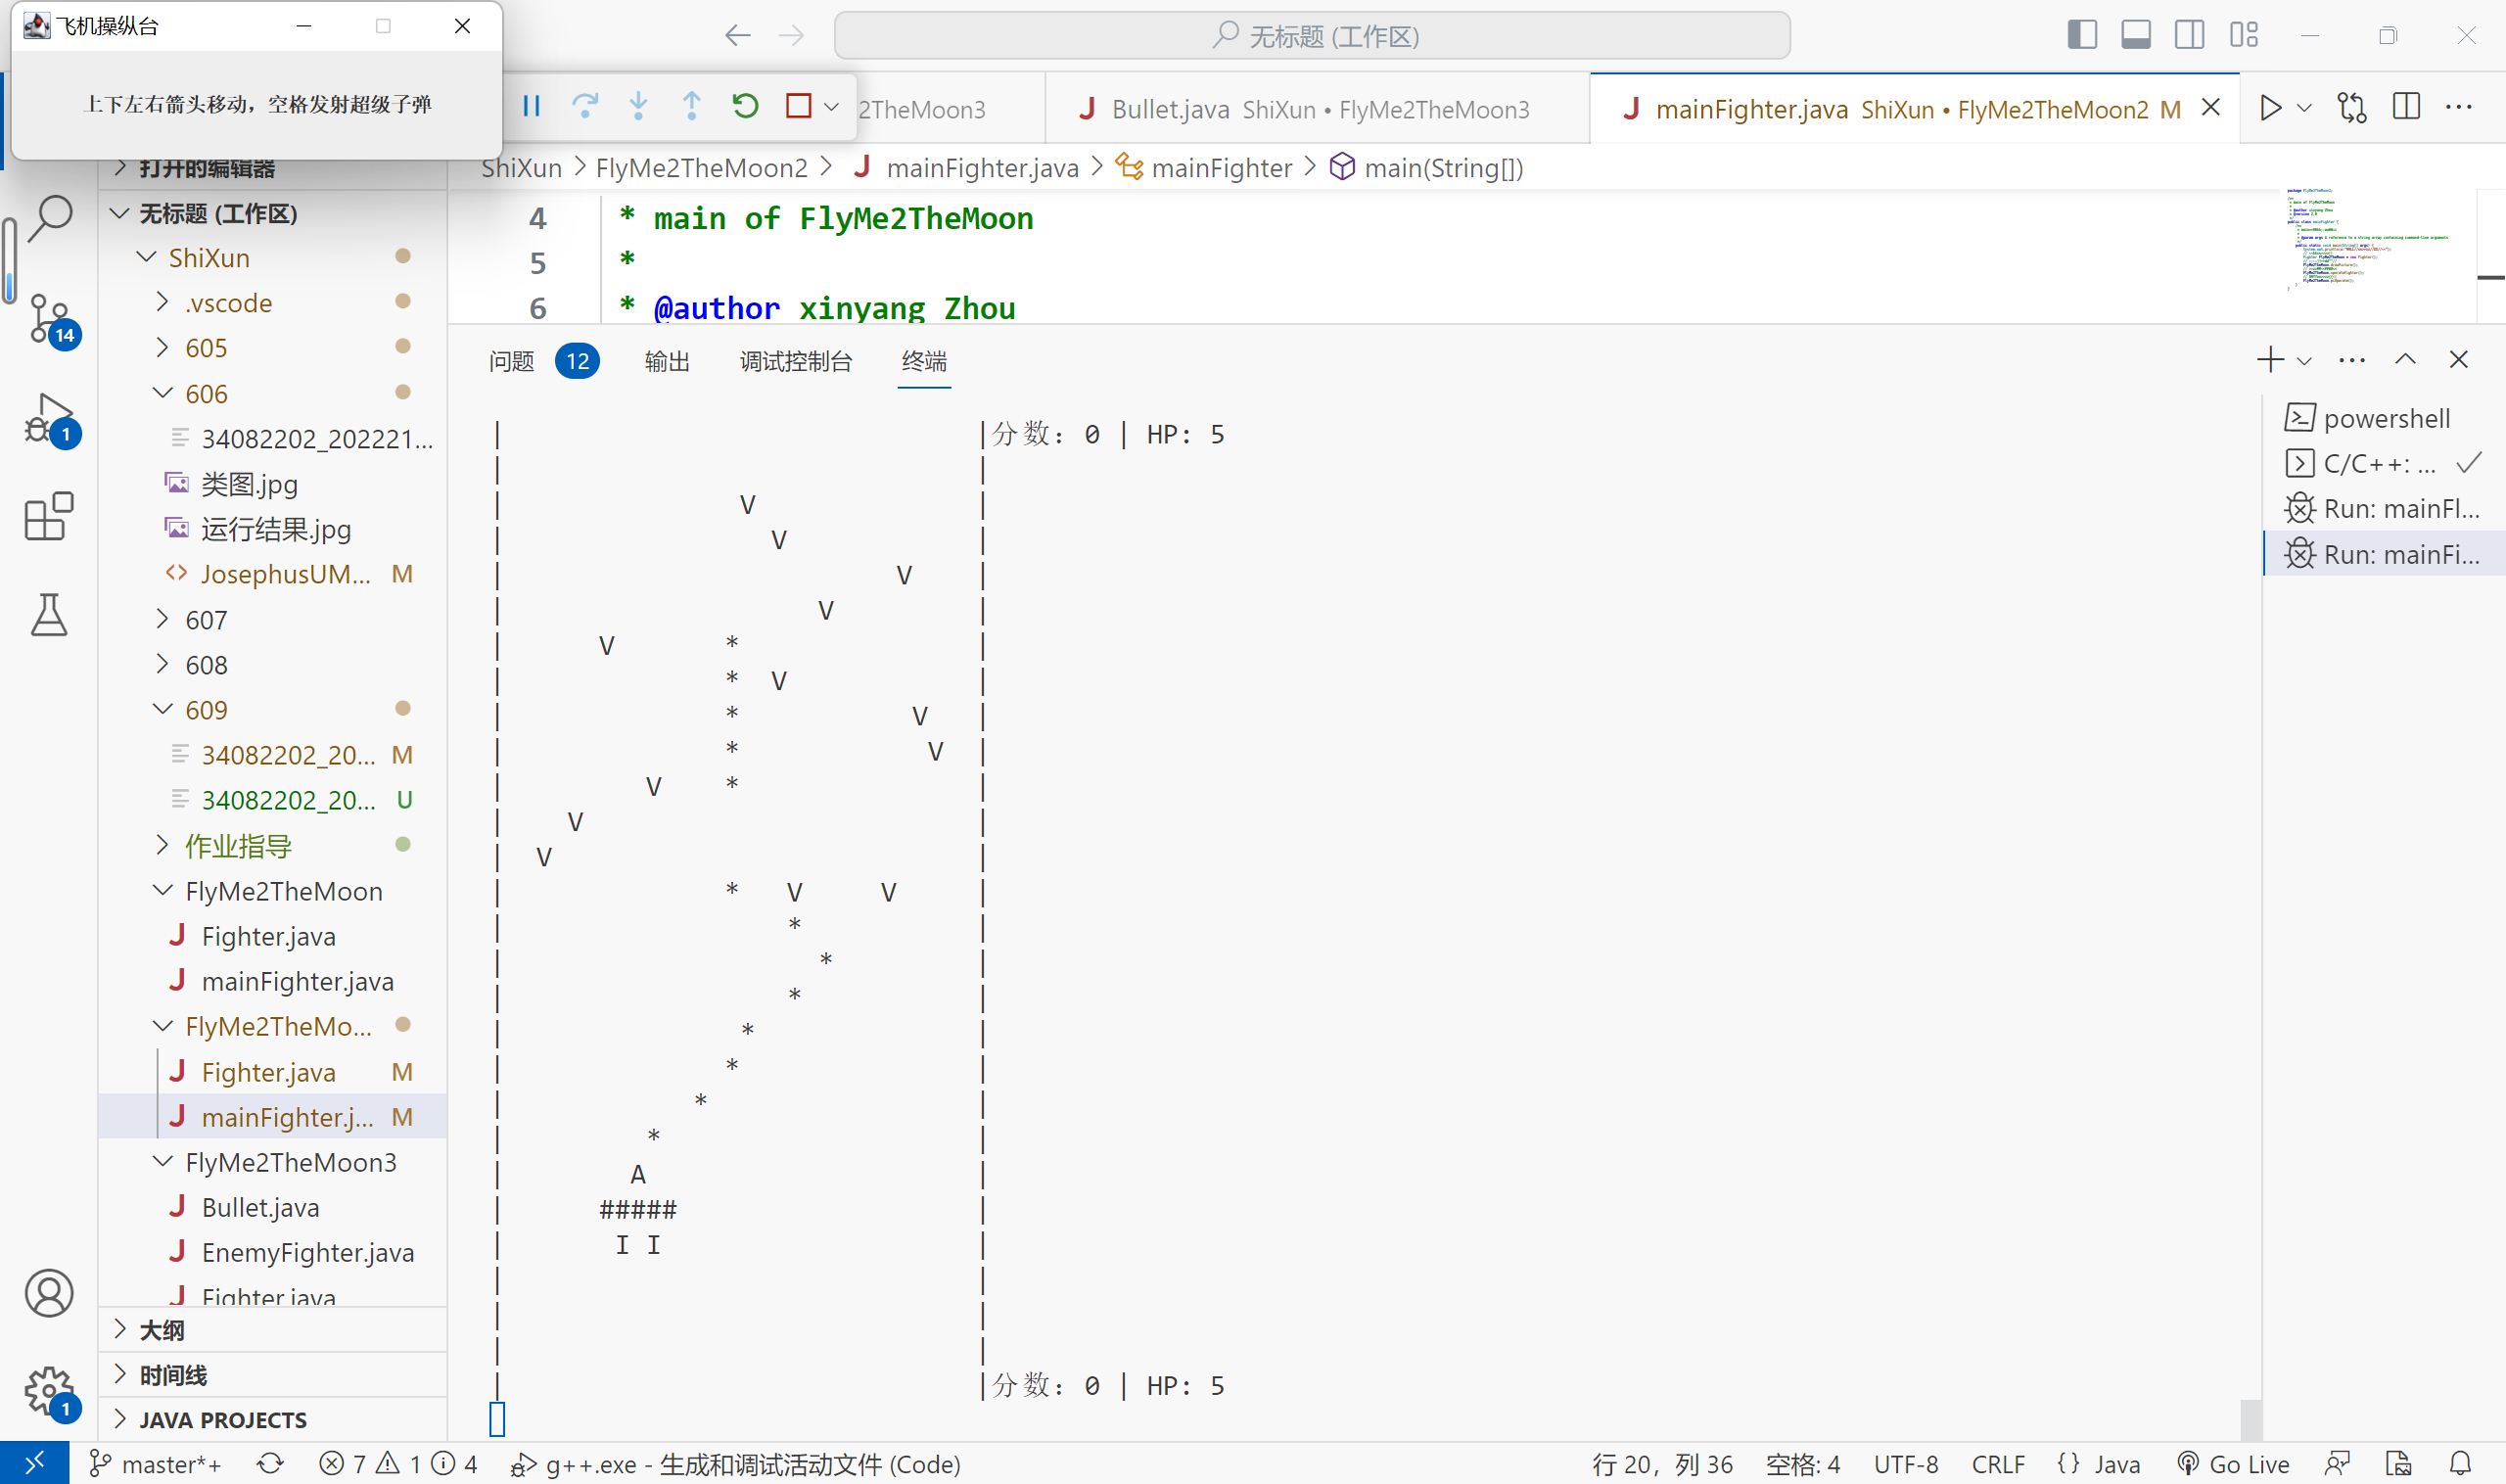 飞机操纵台
上下左右箭头移动，空格发射超级子弹
无标题 (工作区)
2TheMoon3
Bullet.java ShiXun • FlyMe2TheMoon3
mainFighter.java ShiXun • FlyMe2TheMoon2 M
ShiXun > FlyMe2TheMoon2 > mainFighter.java > mainFighter > main(String[])
打开的编辑器
无标题 (工作区)
ShiXun
.vscode
605
606
34082202_202221...
类图.jpg
运行结果.jpg
JosephusUM... M
607
608
609
34082202_20... M
34082202_20... U
作业指导
FlyMe2TheMoon
Fighter.java
mainFighter.java
FlyMe2TheMo...
Fighter.java M
mainFighter.j... M
FlyMe2TheMoon3
Bullet.java
EnemyFighter.java
Fighter.java
大纲
时间线
JAVA PROJECTS
14
1
1
4 * main of FlyMe2TheMoon
5 *
6 * @author xinyang Zhou
问题 12 输出 调试控制台 终端
| |分数: 0 | HP: 5
| |
| V |
| V |
| V |
| V |
| V * |
| * V |
| * V |
| * V |
| V * |
| V |
| V |
| * V V |
| * |
| * |
| * |
| * |
| * |
| * |
| * |
| A |
| ##### |
| I I |
| |
| |
| |
| |分数: 0 | HP: 5
powershell
C/C++: ...
Run: mainFl...
Run: mainFi...
master*+ 7 1 4 g++.exe - 生成和调试活动文件 (Code) 行 20，列 36 空格: 4 UTF-8 CRLF {} Java Go Live